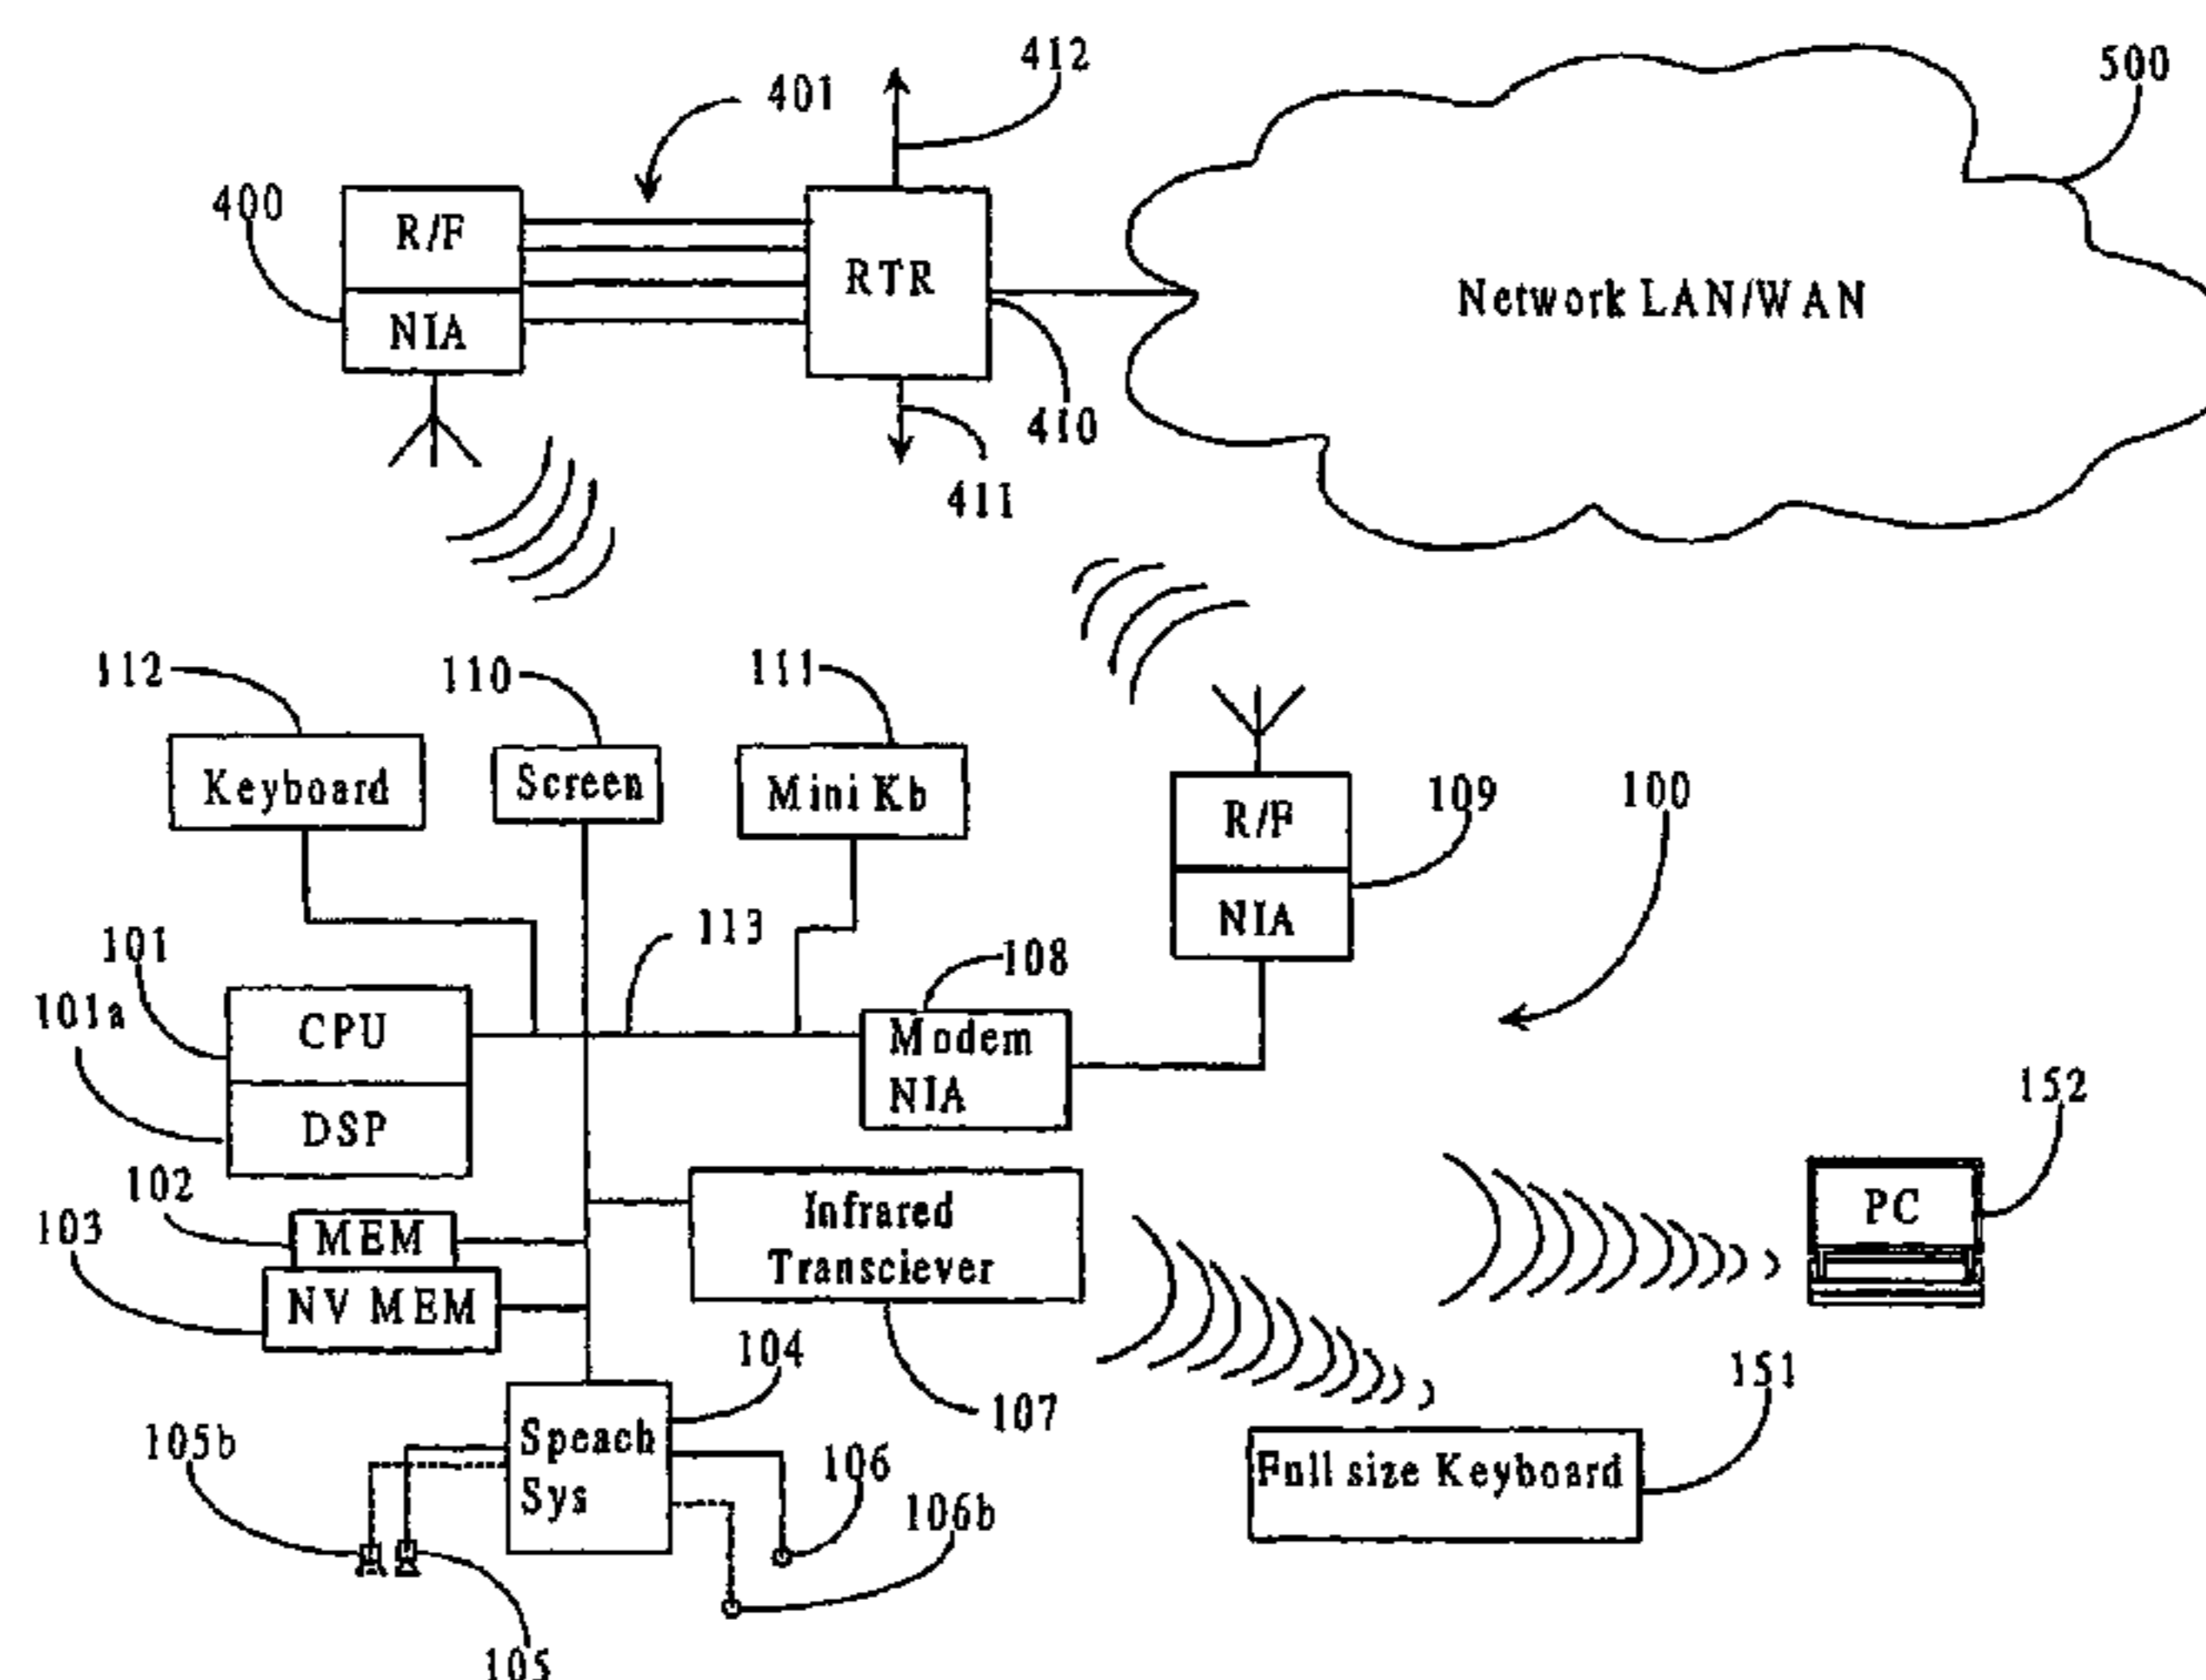 412
500
401
400
R/F
NIA
RTR
Network LAN/WAN
410
411
112
110
111
Keyboard
Screen
Mini Kb
R/F
NIA
109
100
101
113
108
101a
CPU
DSP
Modem
NIA
152
102
103
MEM
NV MEM
Infrared
Transciever
PC
104
107
151
105b
Speach
Sys
106
106b
Full size Keyboard
105